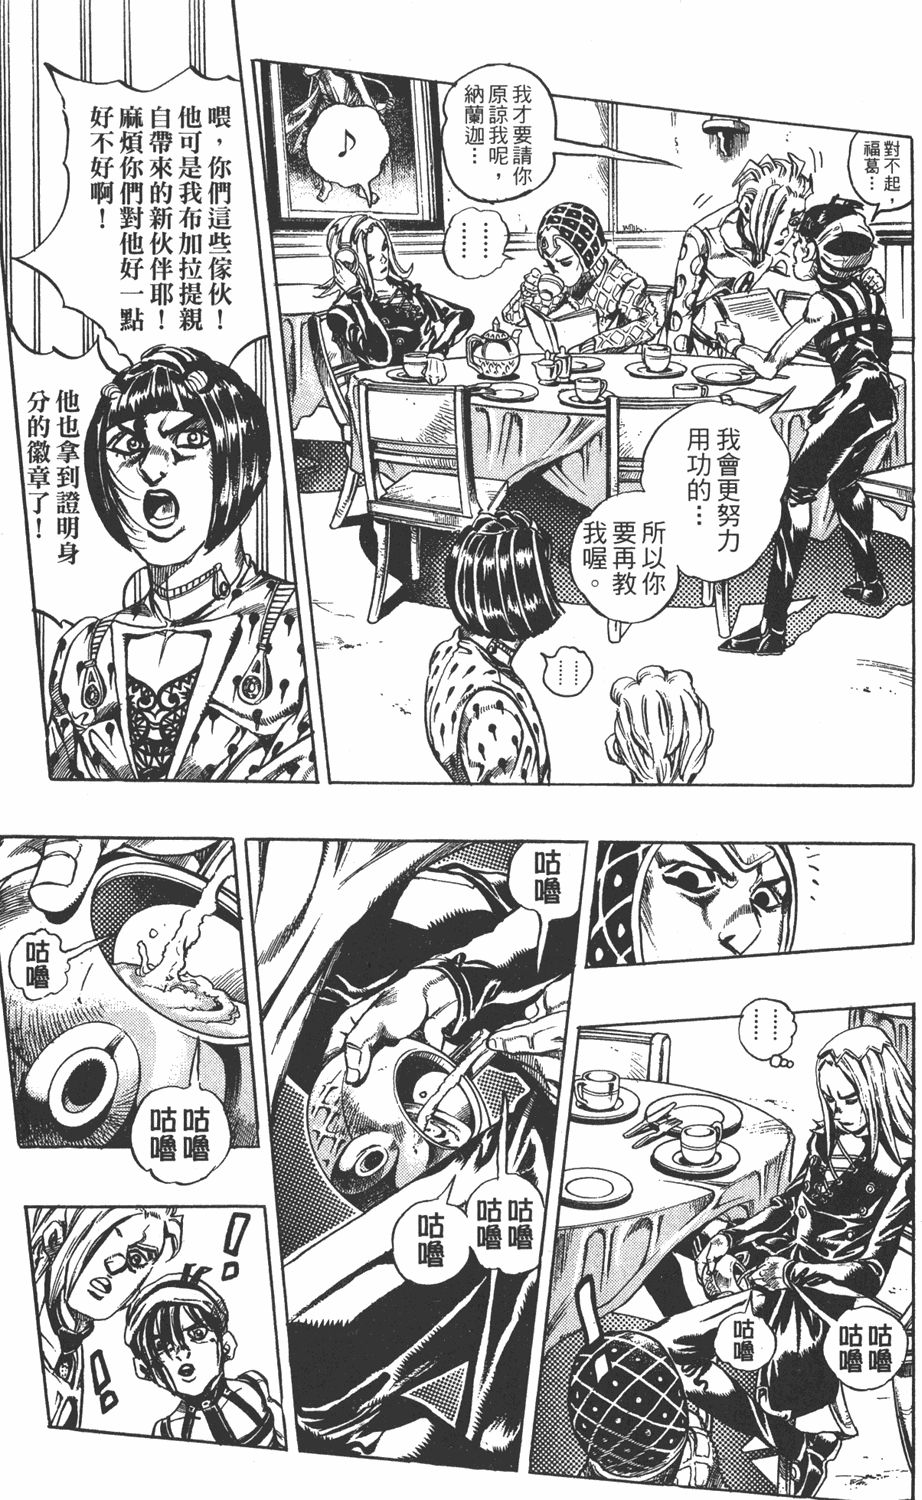 對不起，
福葛…
我才要請你
原諒我呢，
納蘭迦…
……
♪
我會更努力
用功的…
所以你
要再教
我喔。
……
喂，你們這些傢伙！
他可是我布加拉提親
自帶來的新伙伴耶！
麻煩你們對他好一點
好不好啊！
他也拿到證明身
分的徽章了！
……
咕嚕
咕嚕
咕嚕
咕嚕
咕嚕
咕嚕
咕嚕
咕嚕
咕嚕
咕嚕
！
！
！
！